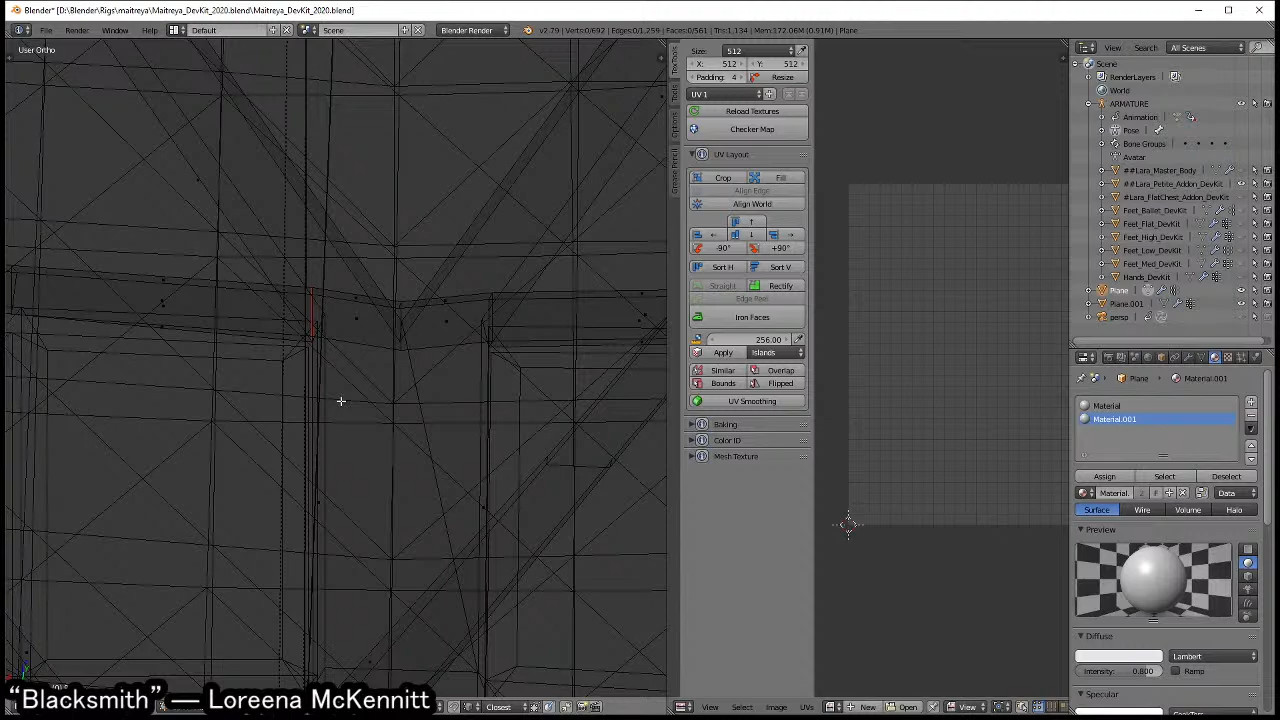 Blender* [D:\Blender\Rigs\maitreya\Maitreya_DevKit_2020.blend\Maitreya_DevKit_2020.blend]
File Render Window Help Default Scene Blender Render v2.79 | Verts:0/692 | Edges:0/1,259 | Faces:0/561 | Tris:1,134 | Mem:172.06M (0.91M) | Plane
User Ortho
TexTools
Tools
Options
Grease Pencil
Size: 512
X: 512 Y: 512
Padding: 4 Resize
UV 1
Reload Textures
Checker Map
UV Layout
Crop Fill
Align Edge
Align World
-90° +90°
Sort H Sort V
Straight Rectify
Edge Peel
Iron Faces
256.00
Apply Islands
Similar Overlap
Bounds Flipped
UV Smoothing
Baking
Color ID
Mesh Texture
View Search All Scenes
Scene
RenderLayers
World
ARMATURE
Animation
Pose
Bone Groups
Avatar
##Lara_Master_Body
##Lara_Petite_Addon_DevKit
#Lara_FlatChest_Addon_DevKit
Feet_Ballet_DevKit
Feet_Flat_DevKit
Feet_High_DevKit
Feet_Low_DevKit
Feet_Med_DevKit
Hands_DevKit
Plane
Plane.001
persp
Plane Material.001
Material
Material.001
Assign Select Deselect
Material. 2 F Data
Surface Wire Volume Halo
Preview
Diffuse
Lambert
Intensity: 0.800 Ramp
Specular
“Blacksmith” — Loreena McKennitt
Closest
View Select Image UVs New Open View